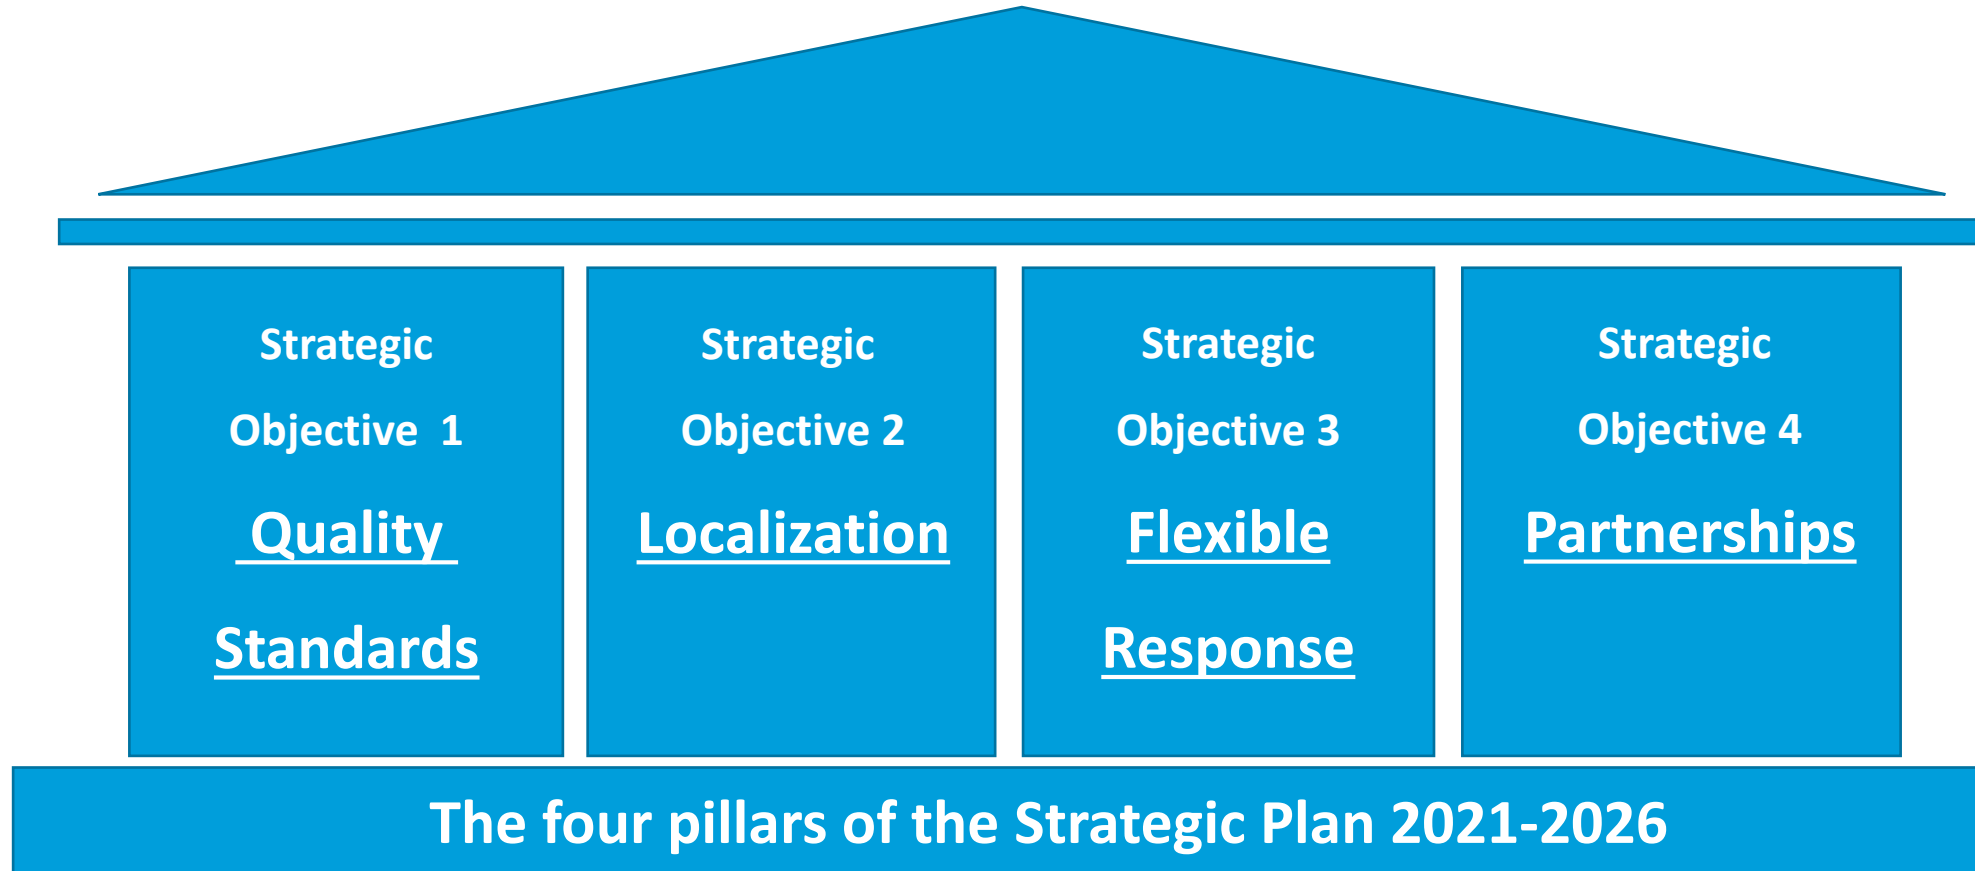 Strategic
Objective  1
Quality
Standards
Strategic
Objective 2
Localization
Strategic
Objective 3
Flexible
Response
Strategic
Objective 4
Partnerships
The four pillars of the Strategic Plan 2021-2026